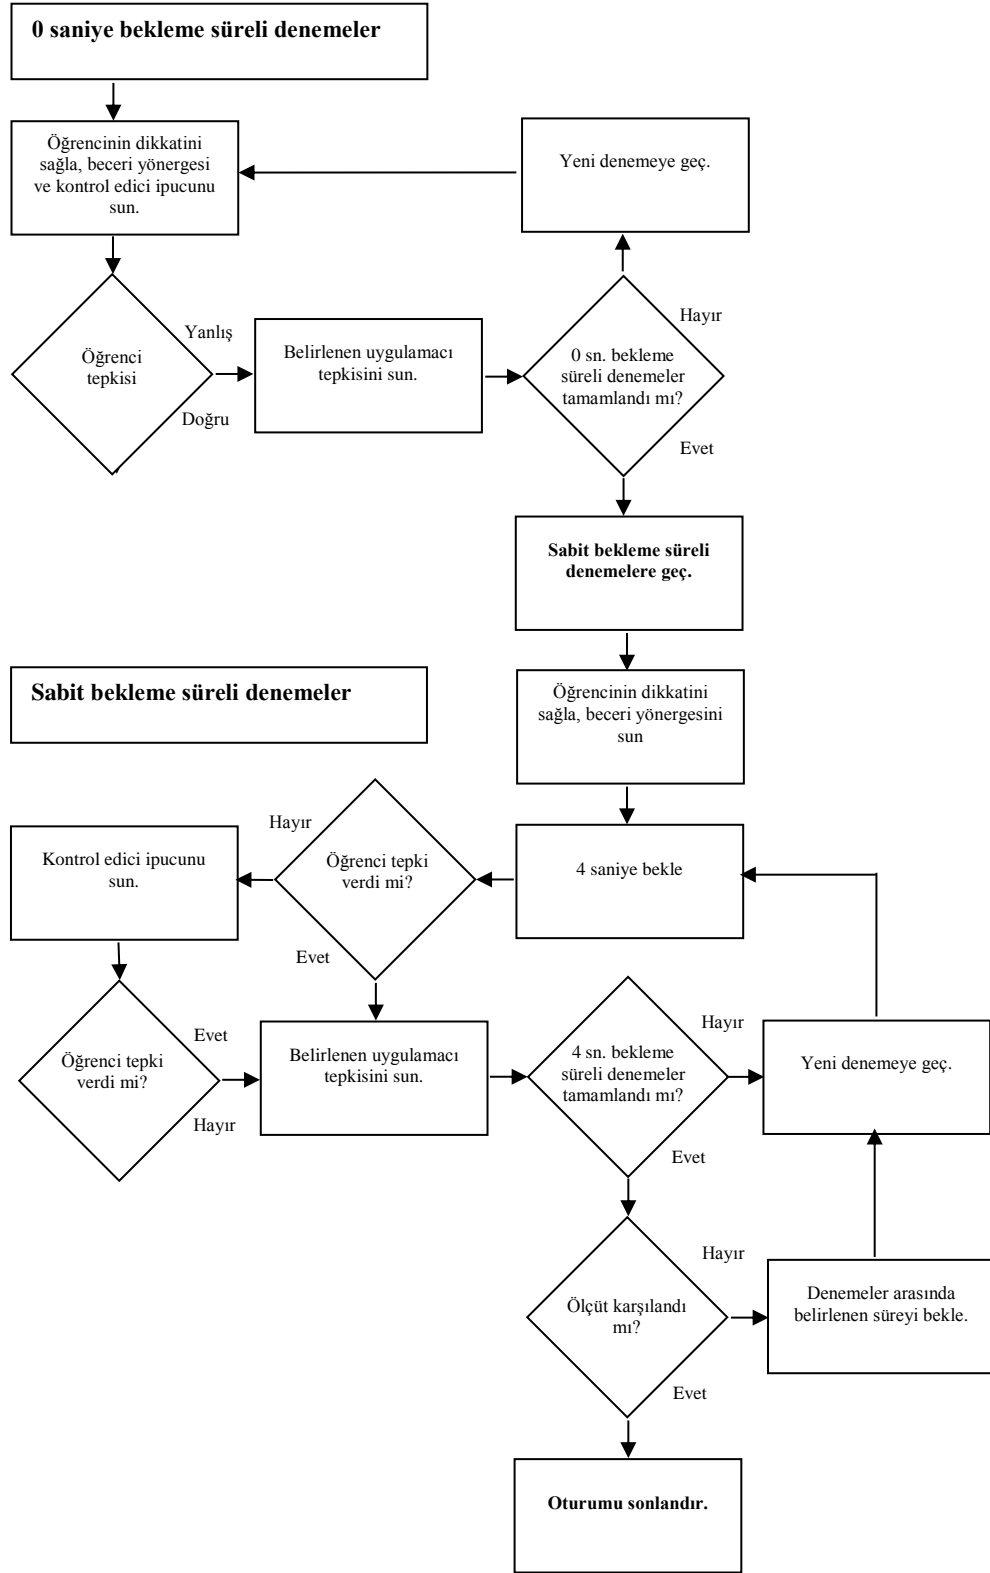 0 saniye bekleme süreli denemeler
Öğrencinin dikkatini
sağla, beceri yönergesi
ve kontrol edici ipucunu
sun.
Yeni denemeye geç.
Öğrenci
tepkisi
Yanlış
Doğru
Belirlenen uygulamacı
tepkisini sun.
Hayır
0 sn. bekleme
süreli denemeler
tamamlandı mı?
Evet
Sabit bekleme süreli
denemelere geç.
Sabit bekleme süreli denemeler
Öğrencinin dikkatini
sağla, beceri yönergesini
sun
4 saniye bekle
Hayır
Öğrenci tepki
verdi mi?
Evet
Kontrol edici ipucunu
sun.
Öğrenci tepki
verdi mi?
Evet
Hayır
Belirlenen uygulamacı
tepkisini sun.
4 sn. bekleme
süreli denemeler
tamamlandı mı?
Hayır
Evet
Yeni denemeye geç.
Ölçüt karşılandı
mı?
Hayır
Evet
Denemeler arasında
belirlenen süreyi bekle.
Oturumu sonlandır.